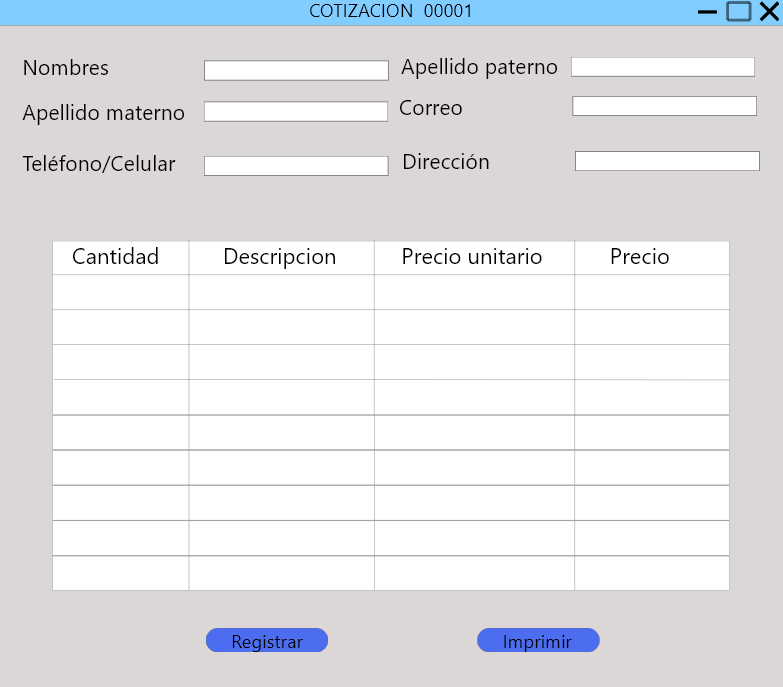 COTIZACION 00001
Nombres
Apellido paterno
Apellido materno
Correo
Teléfono/Celular
Dirección
Cantidad Descripcion Precio unitario Precio
Registrar
Imprimir